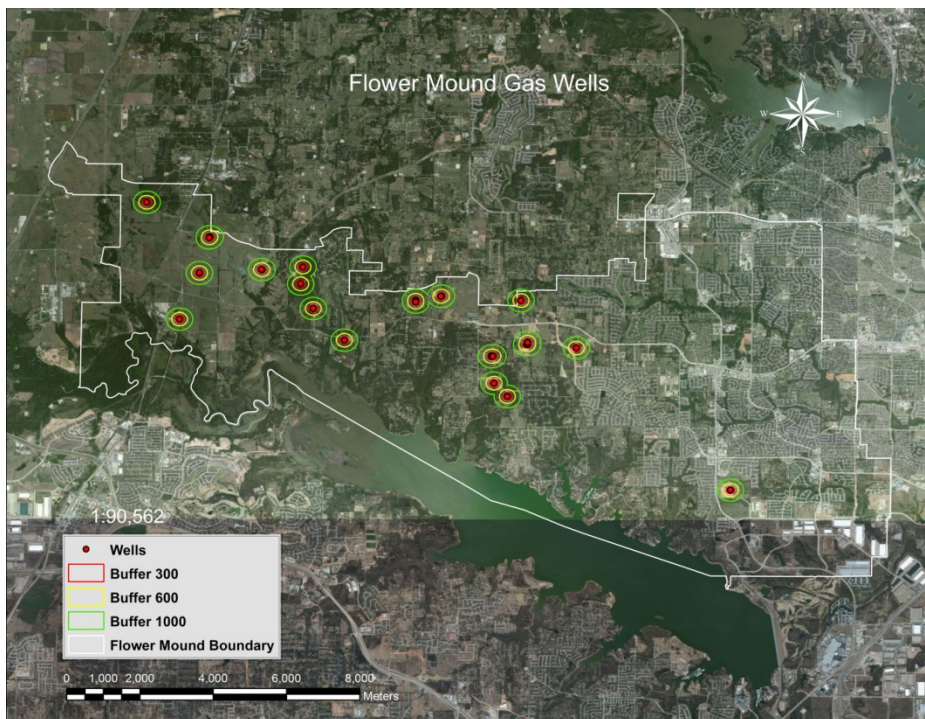 Flower Mound Gas Wells
N
W E
S
1:90,562
Wells
Buffer 300
Buffer 600
Buffer 1000
Flower Mound Boundary
0 1,000 2,000 4,000 6,000 8,000
Meters